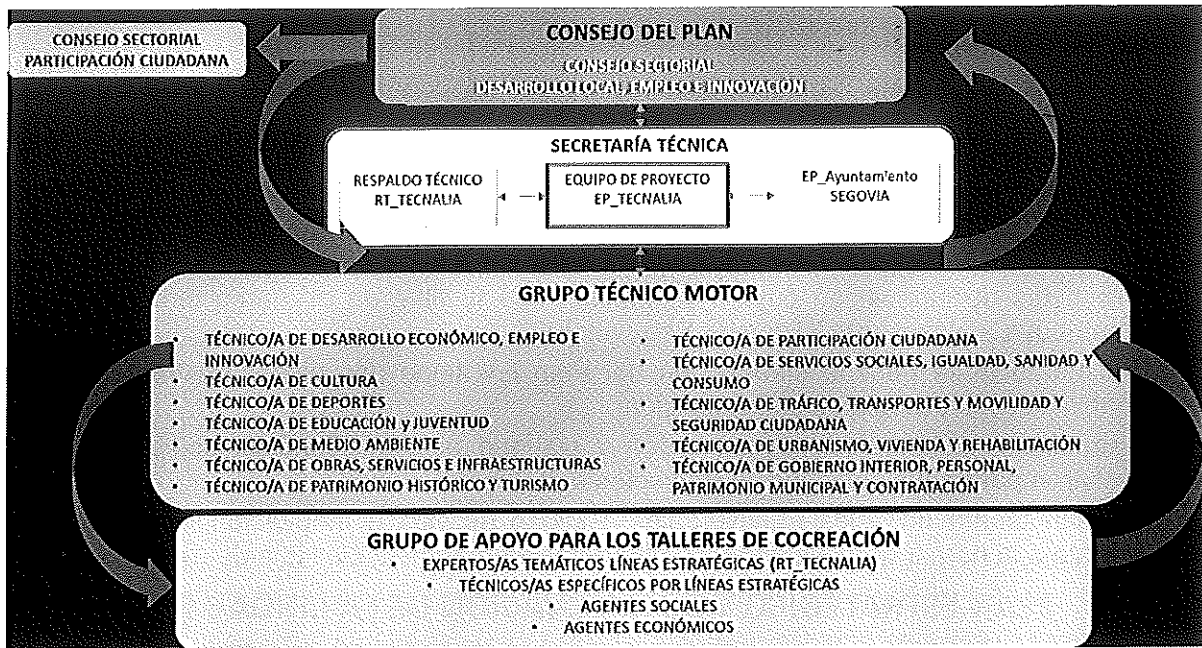 CONSEJO SECTORIAL
PARTICIPACIÓN CIUDADANA
CONSEJO DEL PLAN
CONSEJO SECTORIAL
DESARROLLO LOCAL, EMPLEO E INNOVACIÓN
SECRETARÍA TÉCNICA
RESPALDO TÉCNICO
RT_TECNALIA
EQUIPO DE PROYECTO
EP_TECNALIA
EP_Ayuntamiento
SEGOVIA
GRUPO TÉCNICO MOTOR
• TÉCNICO/A DE DESARROLLO ECONÓMICO, EMPLEO E
INNOVACIÓN
• TÉCNICO/A DE CULTURA
• TÉCNICO/A DE DEPORTES
• TÉCNICO/A DE EDUCACIÓN y JUVENTUD
• TÉCNICO/A DE MEDIO AMBIENTE
• TÉCNICO/A DE OBRAS, SERVICIOS E INFRAESTRUCTURAS
• TÉCNICO/A DE PATRIMONIO HISTÓRICO Y TURISMO
• TÉCNICO/A DE PARTICIPACIÓN CIUDADANA
• TÉCNICO/A DE SERVICIOS SOCIALES, IGUALDAD, SANIDAD Y
CONSUMO
• TÉCNICO/A DE TRÁFICO, TRANSPORTES Y MOVILIDAD Y
SEGURIDAD CIUDADANA
• TÉCNICO/A DE URBANISMO, VIVIENDA Y REHABILITACIÓN
• TÉCNICO/A DE GOBIERNO INTERIOR, PERSONAL,
PATRIMONIO MUNICIPAL Y CONTRATACIÓN
GRUPO DE APOYO PARA LOS TALLERES DE COCREACIÓN
• EXPERTOS/AS TEMÁTICOS LÍNEAS ESTRATÉGICAS (RT_TECNALIA)
• TÉCNICOS/AS ESPECÍFICOS POR LÍNEAS ESTRATÉGICAS
• AGENTES SOCIALES
• AGENTES ECONÓMICOS